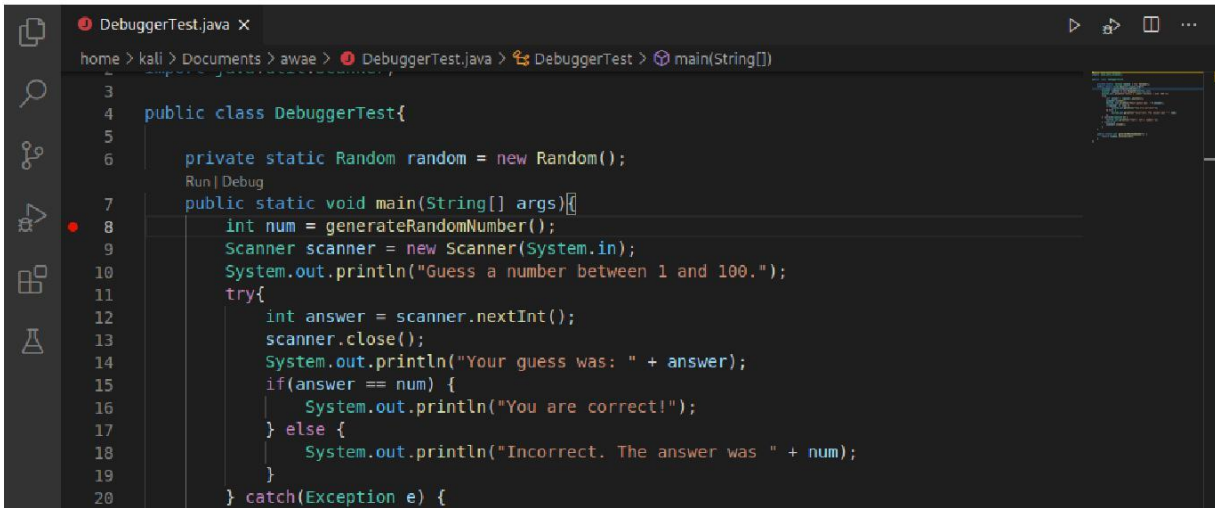 DebuggerTest.java ×
home > kali > Documents > awae > DebuggerTest.java > DebuggerTest > main(String[])
2 import java.util.Scanner;
3
4 public class DebuggerTest{
5
6 private static Random random = new Random();
Run | Debug
7 public static void main(String[] args){
8 int num = generateRandomNumber();
9 Scanner scanner = new Scanner(System.in);
10 System.out.println("Guess a number between 1 and 100.");
11 try{
12 int answer = scanner.nextInt();
13 scanner.close();
14 System.out.println("Your guess was: " + answer);
15 if(answer == num) {
16 System.out.println("You are correct!");
17 } else {
18 System.out.println("Incorrect. The answer was " + num);
19 }
20 } catch(Exception e) {